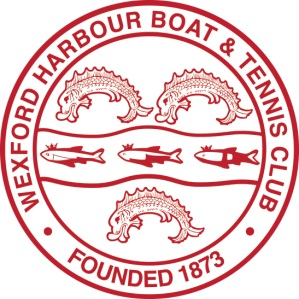 WEXFORD HARBOUR BOAT & TENNIS CLUB
• FOUNDED 1873 •